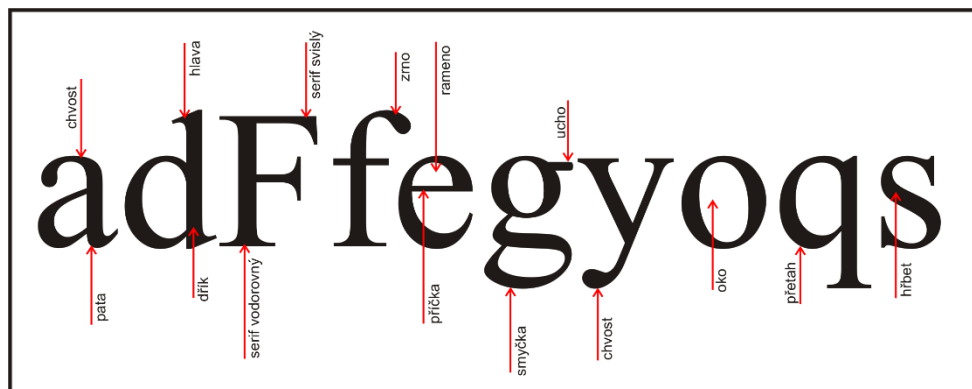 chvost
hlava
serif svislý
zrno
rameno
ucho
adFfegyoqs
pata
dřík
serif vodorovný
příčka
smyčka
chvost
oko
přetah
hřbet